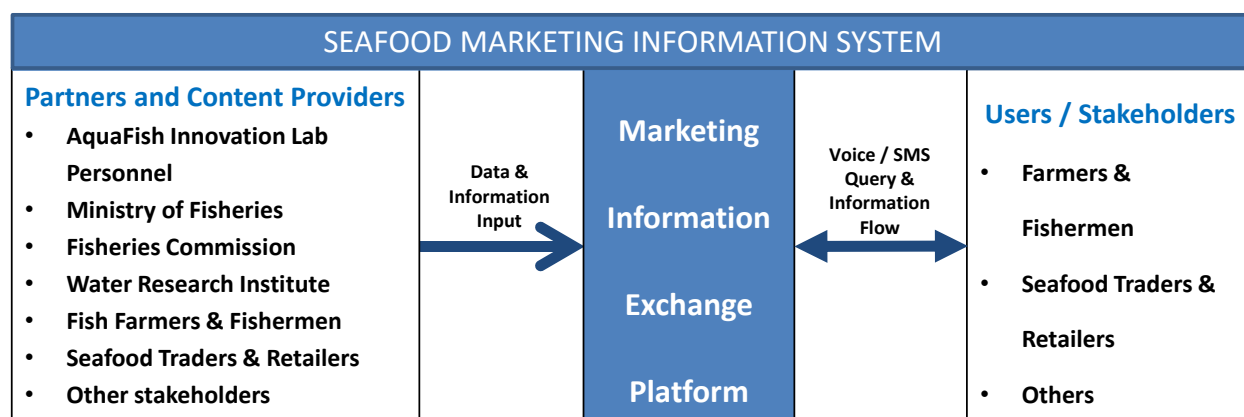 SEAFOOD MARKETING INFORMATION SYSTEM
Partners and Content Providers
• AquaFish Innovation Lab
Personnel
• Ministry of Fisheries
• Fisheries Commission
• Water Research Institute
• Fish Farmers & Fishermen
• Seafood Traders & Retailers
• Other stakeholders
Data &
Information
Input
Marketing
Information
Exchange
Platform
Voice / SMS
Query &
Information
Flow
Users / Stakeholders
• Farmers &
Fishermen
• Seafood Traders &
Retailers
• Others